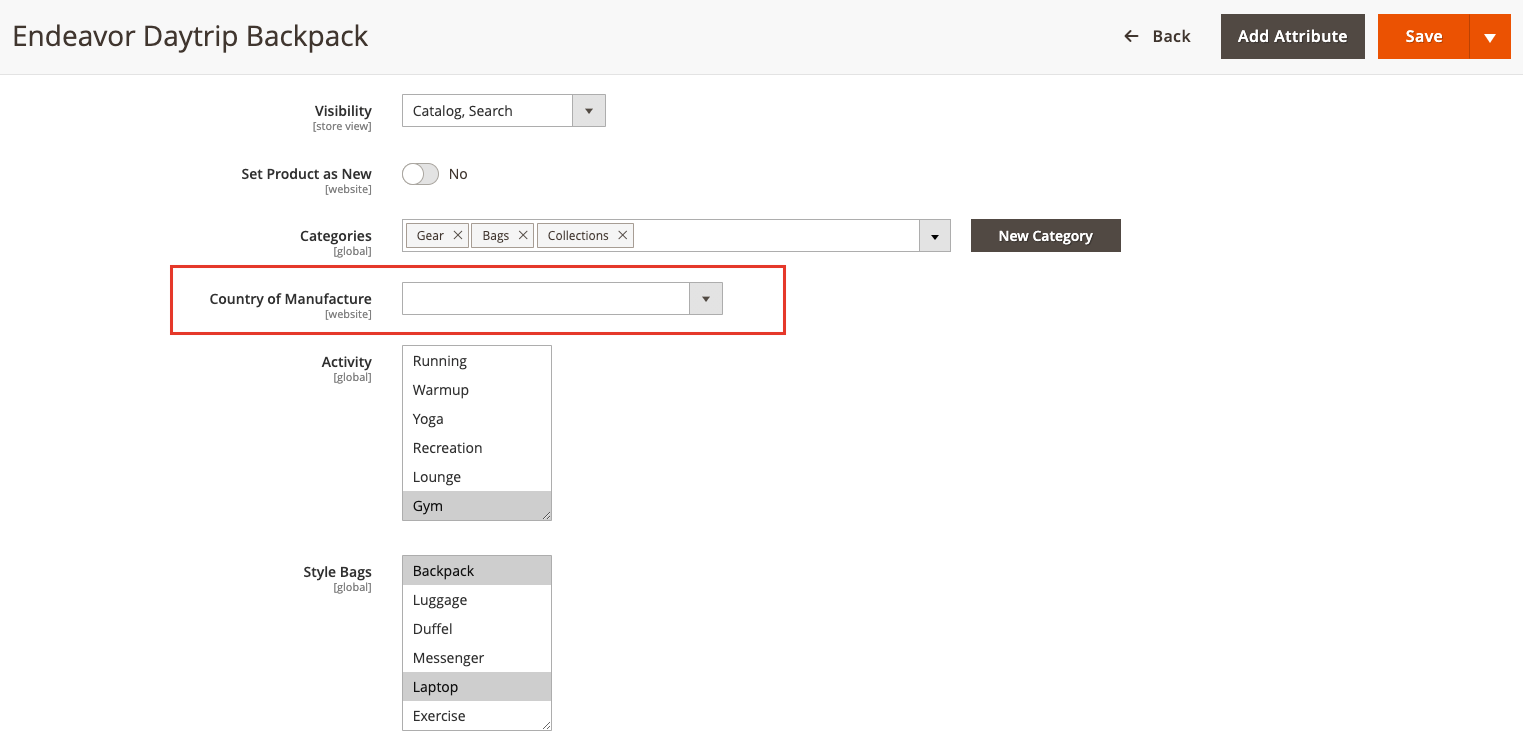 Endeavor Daytrip Backpack
Back
Add Attribute
Save
Visibility
[store view]
Catalog, Search
Set Product as New
[website]
No
Categories
[global]
Gear
Bags
Collections
New Category
Country of Manufacture
[website]
Activity
[global]
Running
Warmup
Yoga
Recreation
Lounge
Gym
Style Bags
[global]
Backpack
Luggage
Duffel
Messenger
Laptop
Exercise